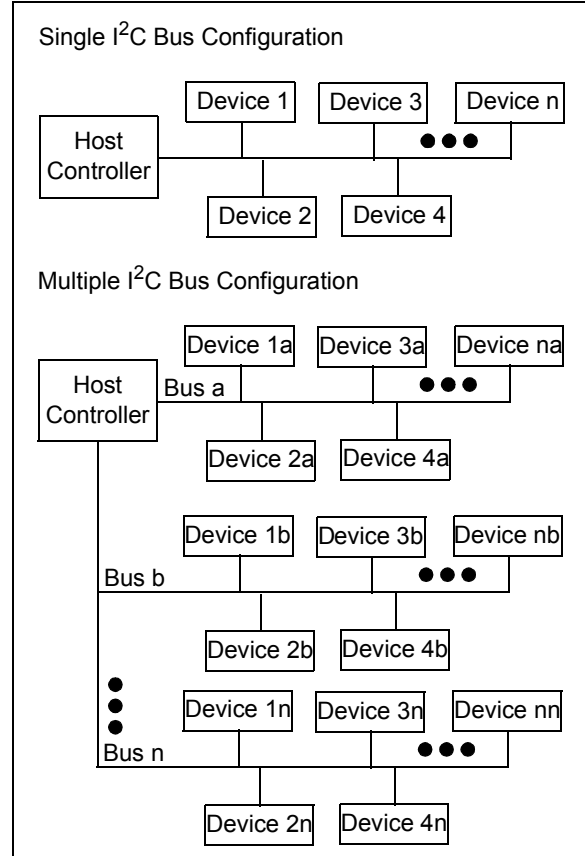 Single I²C Bus Configuration
Device 1
Device 3
Device n
Host
Controller
Device 2
Device 4
Multiple I²C Bus Configuration
Device 1a
Device 3a
Device na
Host
Controller
Bus a
Device 2a
Device 4a
Device 1b
Device 3b
Device nb
Bus b
Device 2b
Device 4b
Device 1n
Device 3n
Device nn
Bus n
Device 2n
Device 4n